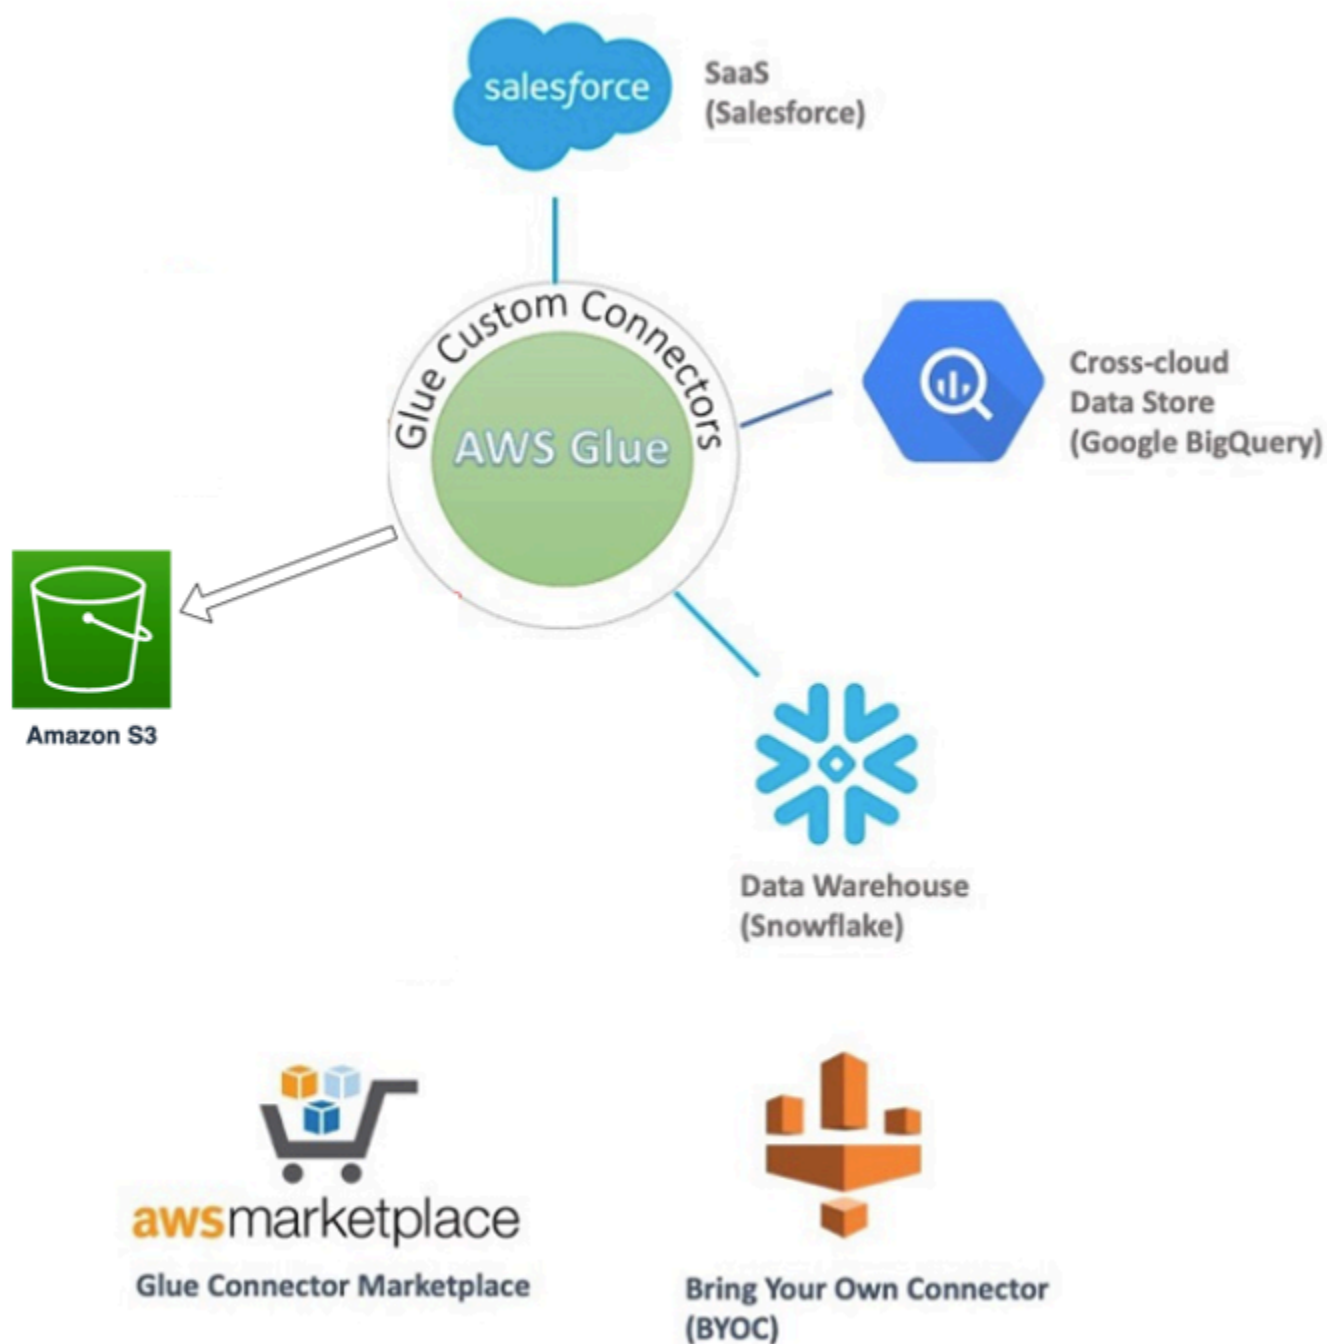 salesforce
SaaS
(Salesforce)
Glue Custom Connectors
AWS Glue
Cross-cloud
Data Store
(Google BigQuery)
Amazon S3
Data Warehouse
(Snowflake)
awsmarketplace
Glue Connector Marketplace
Bring Your Own Connector
(BYOC)